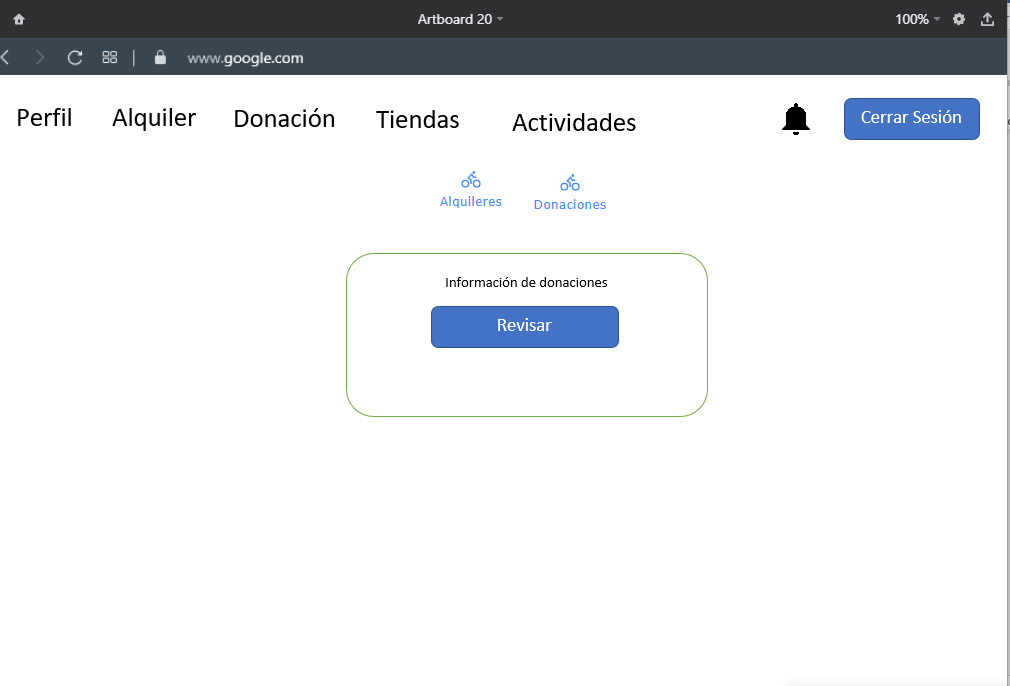 Artboard 20
100%
www.google.com
Perfil
Alquiler
Donación
Tiendas
Actividades
Cerrar Sesión
Alquileres
Donaciones
Información de donaciones
Revisar